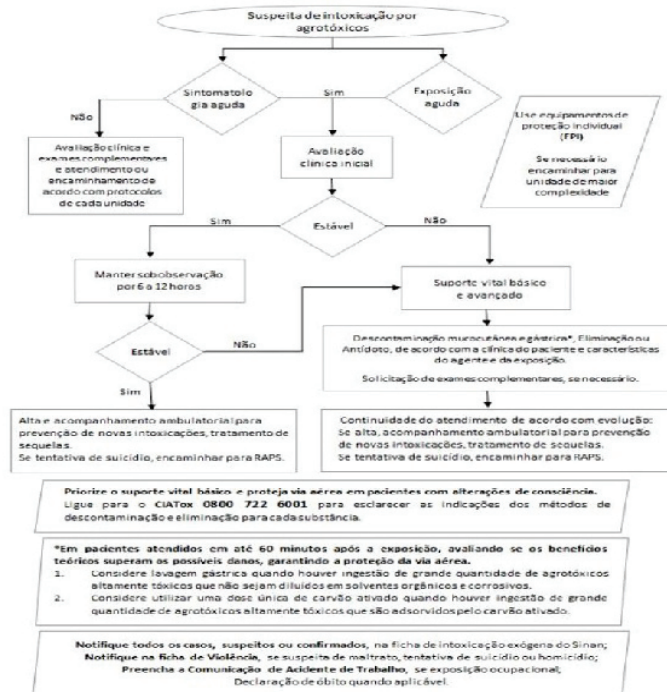 Suspeita de intoxicação por
agrotóxicos
Sintomatolo
gia aguda
Sim
Exposição
aguda
Não
Avaliação clínica e
exames complementares
e atendimento ou
encaminhamento de
acordo com protocolos
de cada unidade
Avaliação
clínica inicial
Use equipamentos de
proteção individual
(EPI)
Se necessário
encaminhar para
unidade de maior
complexidade
Sim
Estável
Não
Manter sob observação
por 6 a 12 horas
Suporte vital básico
e avançado
Estável
Não
Sim
Descontaminação mucocutânea e gástrica*, Eliminação ou
Antídoto, de acordo com a clínica do paciente e características
do agente e da exposição.
Solicitação de exames complementares, se necessário.
Alta e acompanhamento ambulatorial para
prevenção de novas intoxicações, tratamento de
sequelas.
Se tentativa de suicídio, encaminhar para RAPS.
Continuidade do atendimento de acordo com evolução:
Se alta, acompanhamento ambulatorial para prevenção
de novas intoxicações, tratamento de sequelas.
Se tentativa de suicídio, encaminhar para RAPS.
Priorize o suporte vital básico e proteja via aérea em pacientes com alterações de consciência.
Ligue para o CIATox 0800 722 6001 para esclarecer as indicações dos métodos de
descontaminação e eliminação para cada substância.
*Em pacientes atendidos em até 60 minutos após a exposição, avaliando se os benefícios
teóricos superam os possíveis danos, garantindo a proteção da via aérea.
1. Considere lavagem gástrica quando houver ingestão de grande quantidade de agrotóxicos
altamente tóxicos que não sejam diluídos em solventes orgânicos e corrosivos.
2. Considere utilizar uma dose única de carvão ativado quando houver ingestão de grande
quantidade de agrotóxicos altamente tóxicos que são adsorvidos pelo carvão ativado.
Notifique todos os casos, suspeitos ou confirmados, na ficha de intoxicação exógena do Sinan;
Notifique na ficha de Violência, se suspeita de maltrato, tentativa de suicídio ou homicídio;
Preencha a Comunicação de Acidente de Trabalho, se exposição ocupacional;
Declaração de óbito quando aplicável.